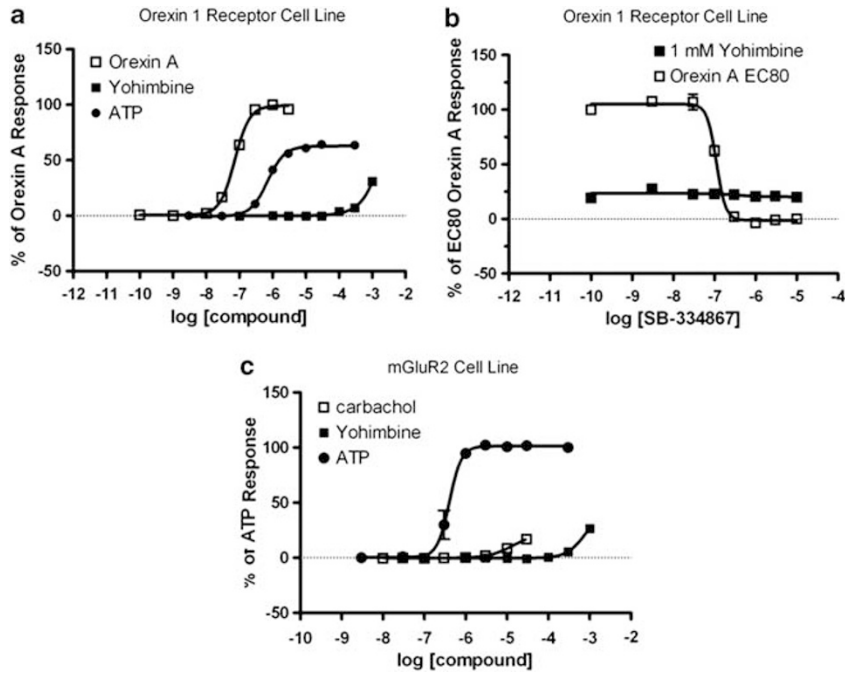 a
Orexin 1 Receptor Cell Line
% of Orexin A Response
150
100
50
0
-50
Orexin A
Yohimbine
ATP
-12 -11 -10 -9 -8 -7 -6 -5 -4 -3 -2
log [compound]
b
Orexin 1 Receptor Cell Line
% of EC80 Orexin A Response
150
100
50
0
-50
1 mM Yohimbine
Orexin A EC80
-12 -11 -10 -9 -8 -7 -6 -5 -4
log [SB-334867]
c
mGluR2 Cell Line
% of ATP Response
150
100
50
0
-50
carbachol
Yohimbine
ATP
-10 -9 -8 -7 -6 -5 -4 -3 -2
log [compound]